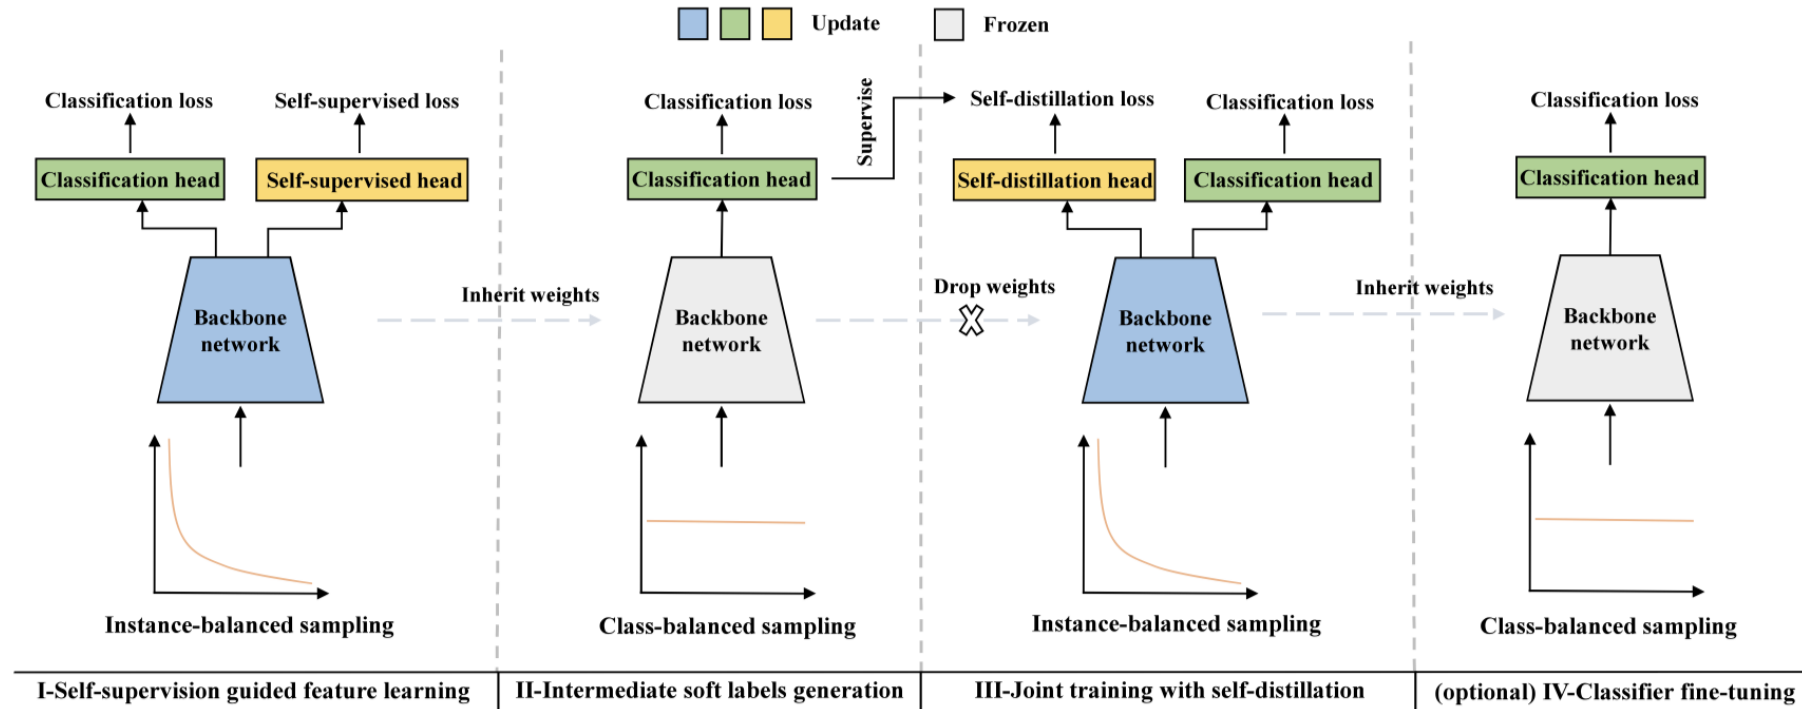 Update
Frozen
Classification loss
Self-supervised loss
Classification head
Self-supervised head
Backbone
network
Instance-balanced sampling
I-Self-supervision guided feature learning
Inherit weights
Classification loss
Classification head
Supervise
Backbone
network
Class-balanced sampling
II-Intermediate soft labels generation
Drop weights
Self-distillation loss
Classification loss
Self-distillation head
Classification head
Backbone
network
Instance-balanced sampling
III-Joint training with self-distillation
Inherit weights
Classification loss
Classification head
Backbone
network
Class-balanced sampling
(optional) IV-Classifier fine-tuning